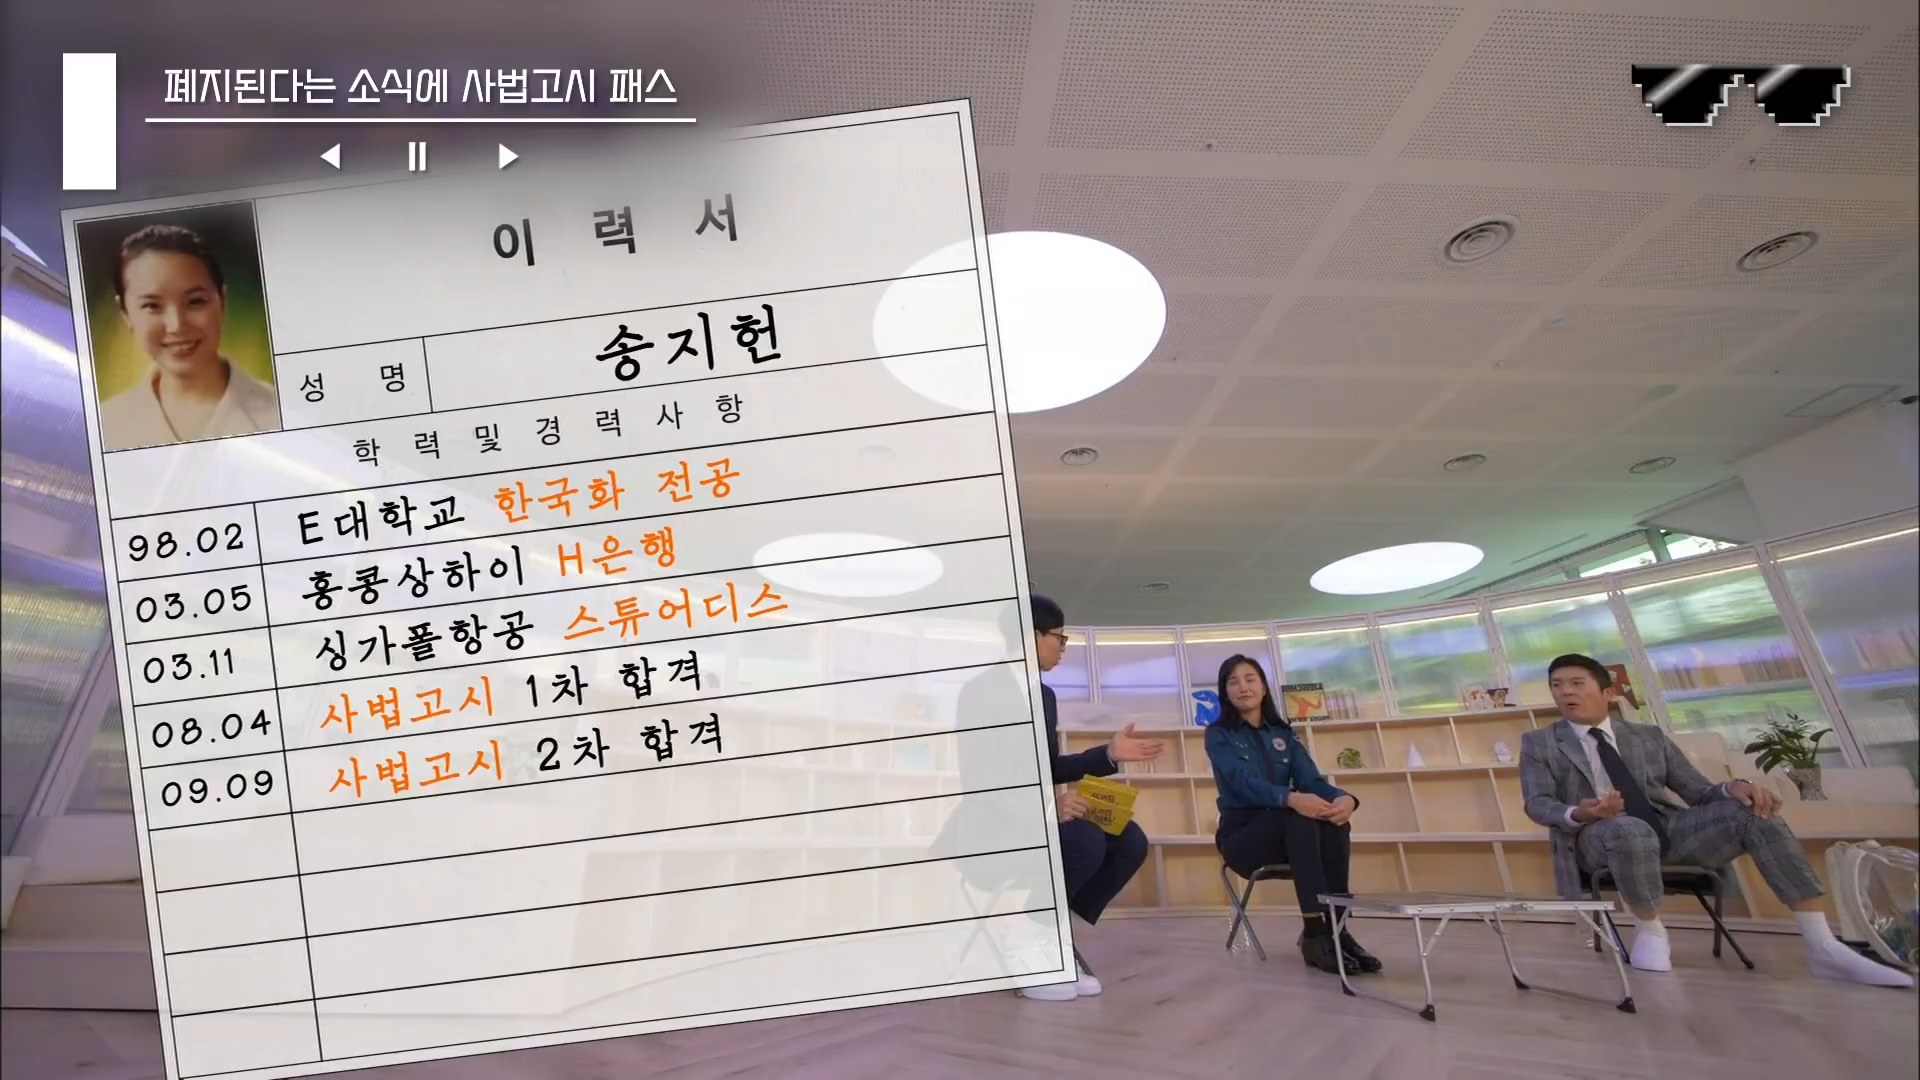 폐지된다는 소식에 사법고시 패스
이 력 서
성 명 송지헌
학 력 및 경 력 사 항
98.02 E대학교 한국화 전공
03.05 홍콩상하이 H은행
03.11 싱가폴항공 스튜어디스
08.04 사법고시 1차 합격
09.09 사법고시 2차 합격